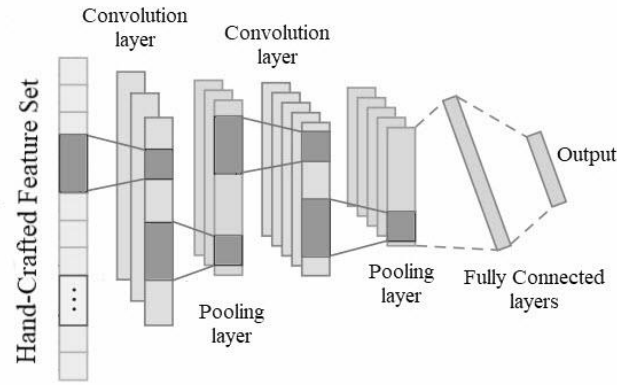 Convolution
layer
Convolution
layer
Hand-Crafted Feature Set
...
Output
Pooling
layer
Pooling
layer
Fully Connected
layers